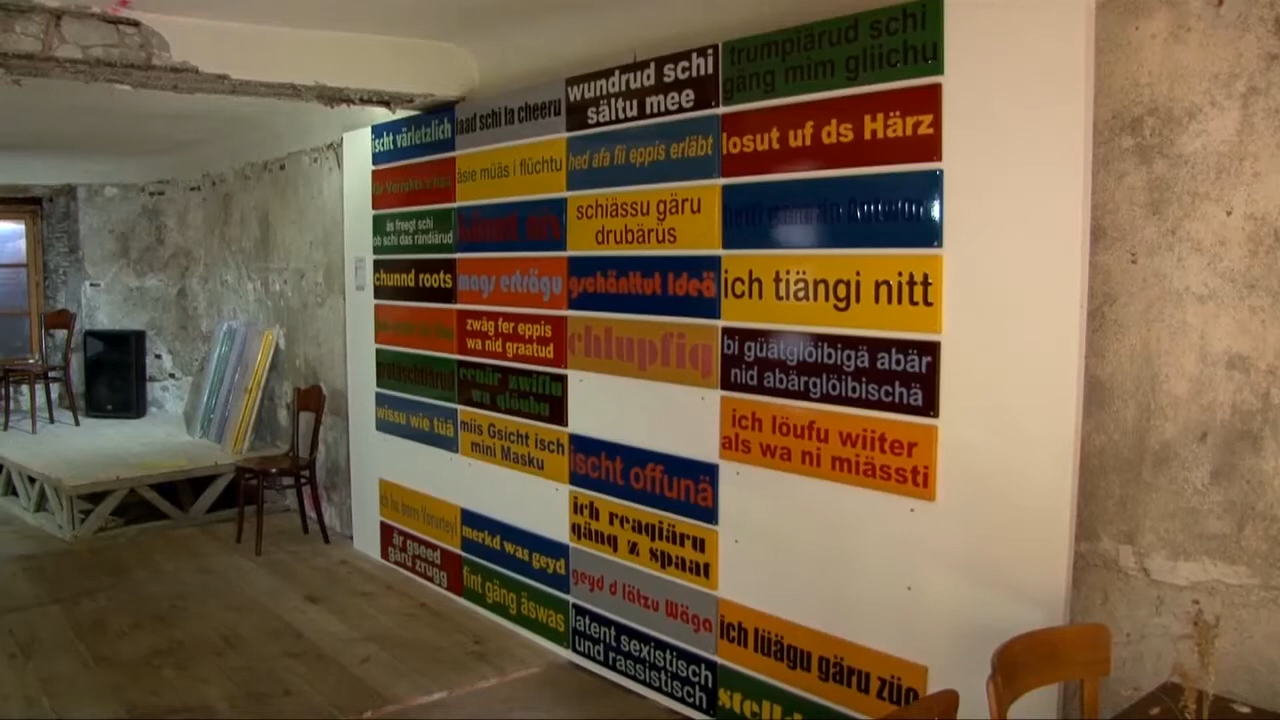 ischt värletzlich
laad schi la cheeru
wundrud schi
sältu mee
trumpiärud schi
gäng mim gliichu
äsie müäs i flüchtu
hed afa fii eppis erläbt
losut uf ds Härz
äs freegt schi
ob schi das rändiärud
schiässu gäru
drubärüs
chunnd roots
mags erträgu
gschänttut Ideä
ich tiängi nitt
zwäg fer eppis
wa nid graatud
chlupfig
bi güätglöibigä abär
nid abärglöibischä
wissu wie tüä
miis Gsicht isch
mini Masku
ischt offunä
ich löufu wiiter
als wa ni miässti
merkd was geyd
ich reagiäru
gäng z spaat
är gseed
gäru zrugg
fint gäng äswas
geyd d lätzu Wäga
latent sexistisch
und rassistisch
ich lüägu gäru züo